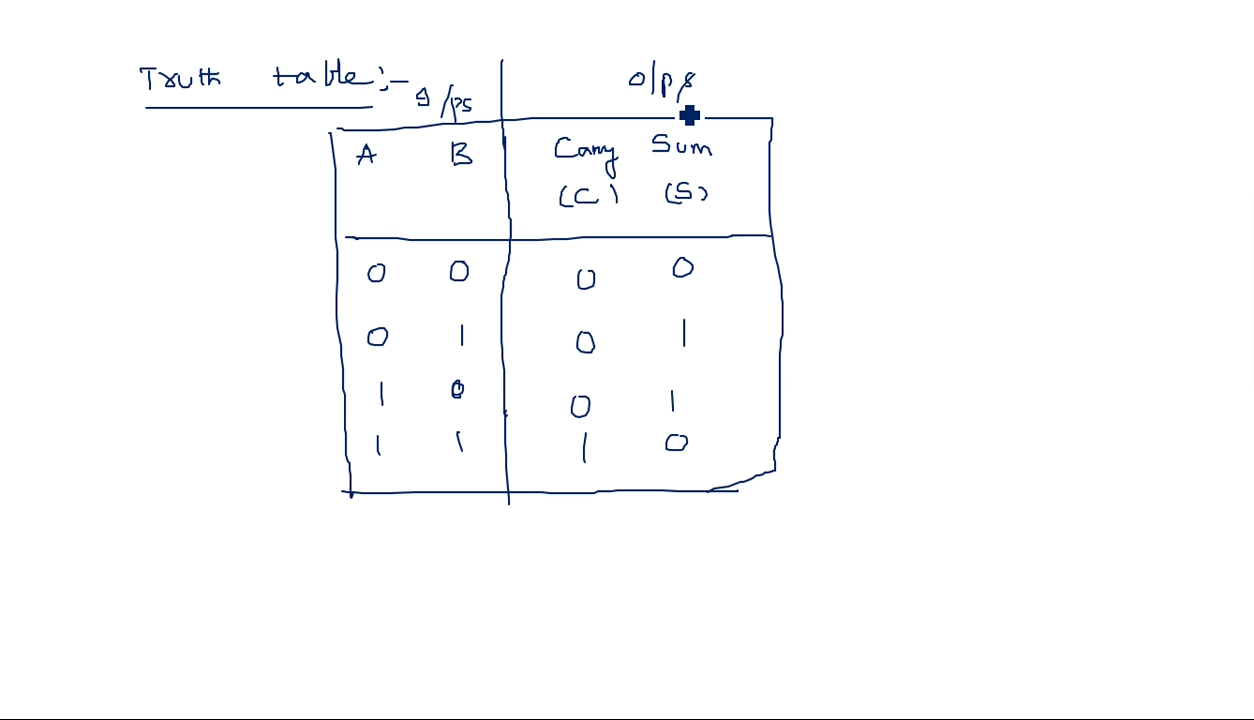 Truth table :-
I/ps o/ps
A B Carry Sum
(C) (S)
0 0 0 0
0 1 0 1
1 0 0 1
1 1 1 0